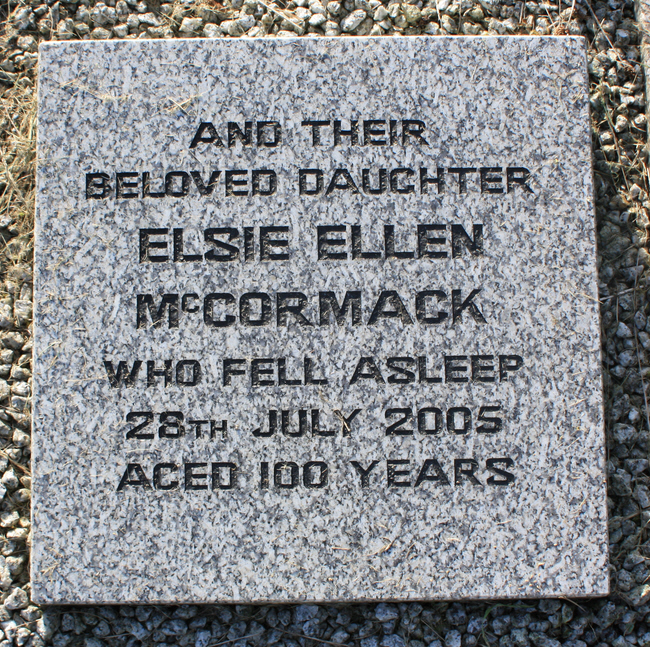 AND THEIR
BELOVED DAUGHTER
ELSIE ELLEN
McCORMACK
WHO FELL ASLEEP
28TH JULY 2005
AGED 100 YEARS